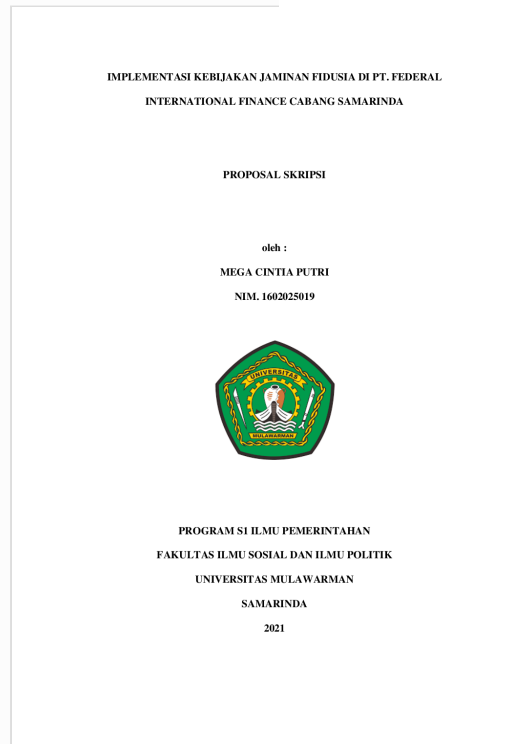 IMPLEMENTASI KEBIJAKAN JAMINAN FIDUSIA DI PT. FEDERAL
INTERNATIONAL FINANCE CABANG SAMARINDA
PROPOSAL SKRIPSI
oleh :
MEGA CINTIA PUTRI
NIM. 1602025019
UNIVERSITAS
MULAWARMAN
PROGRAM S1 ILMU PEMERINTAHAN
FAKULTAS ILMU SOSIAL DAN ILMU POLITIK
UNIVERSITAS MULAWARMAN
SAMARINDA
2021